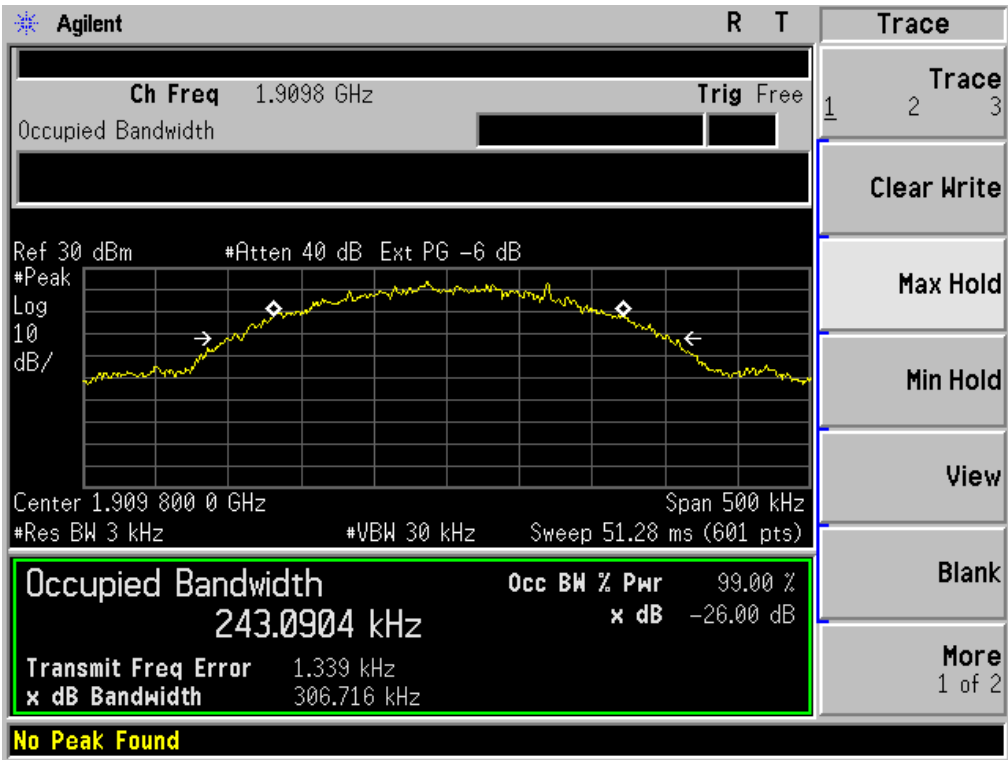 Agilent R T Trace
Trace
1 2 3
Ch Freq 1.9098 GHz Trig Free
Occupied Bandwidth
Clear Write
Ref 30 dBm #Atten 40 dB Ext PG -6 dB
#Peak
Log
10
dB/
Max Hold
Min Hold
View
Center 1.909 800 0 GHz Span 500 kHz
#Res BW 3 kHz #VBW 30 kHz Sweep 51.28 ms (601 pts)
Occupied Bandwidth Occ BW % Pwr 99.00 %
243.0904 kHz x dB -26.00 dB
Blank
Transmit Freq Error 1.339 kHz
x dB Bandwidth 306.716 kHz
More
1 of 2
No Peak Found